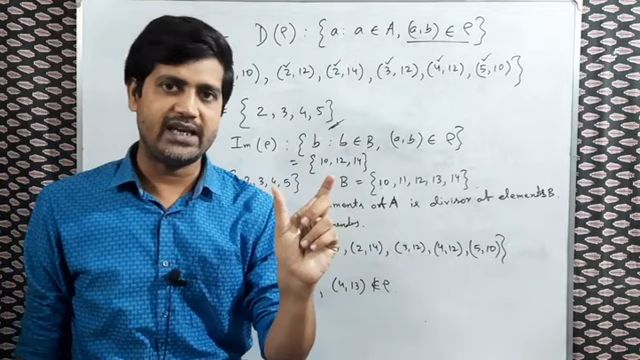 D(ρ) : {a : a ∈ A, (a,b) ∈ ρ}
,10), (2,12), (2,14), (3,12), (4,12), (5,10)}
= {2, 3, 4, 5}
Im(ρ) : {b : b ∈ B, (a,b) ∈ ρ}
= {10,12,14}
2,3,4,5} B = {10,11,12,13,14}
ments of A is divisor of elements B
, (2,14), (3,12), (4,12), (5,10)}
, (4,13) ∉ ρ